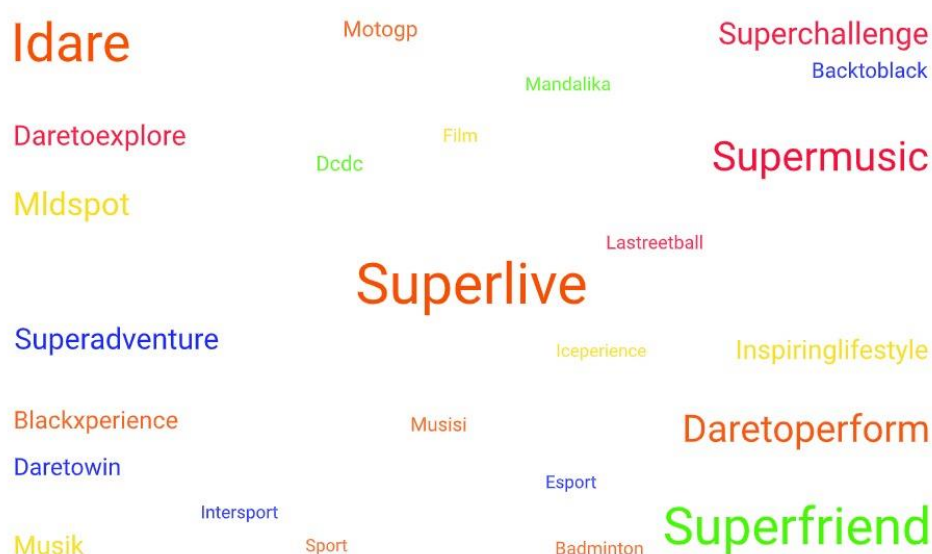 Idare
Motogp
Superchallenge
Backtoblack
Mandalika
Daretoexplore
Film
Dcdc
Supermusic
Mldspot
Lastreetball
Superlive
Superadventure
Iceperience
Inspiringlifestyle
Blackxperience
Musisi
Daretoperform
Daretowin
Esport
Intersport
Superfriend
Musik
Sport
Badminton